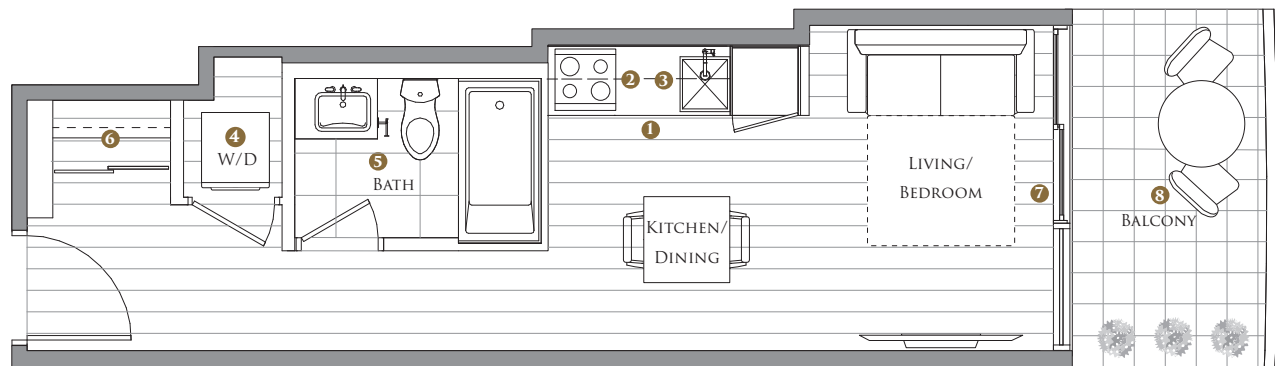 6
4
W/D
5
BATH
2
3
1
KITCHEN/
DINING
LIVING/
BEDROOM
7
8
BALCONY